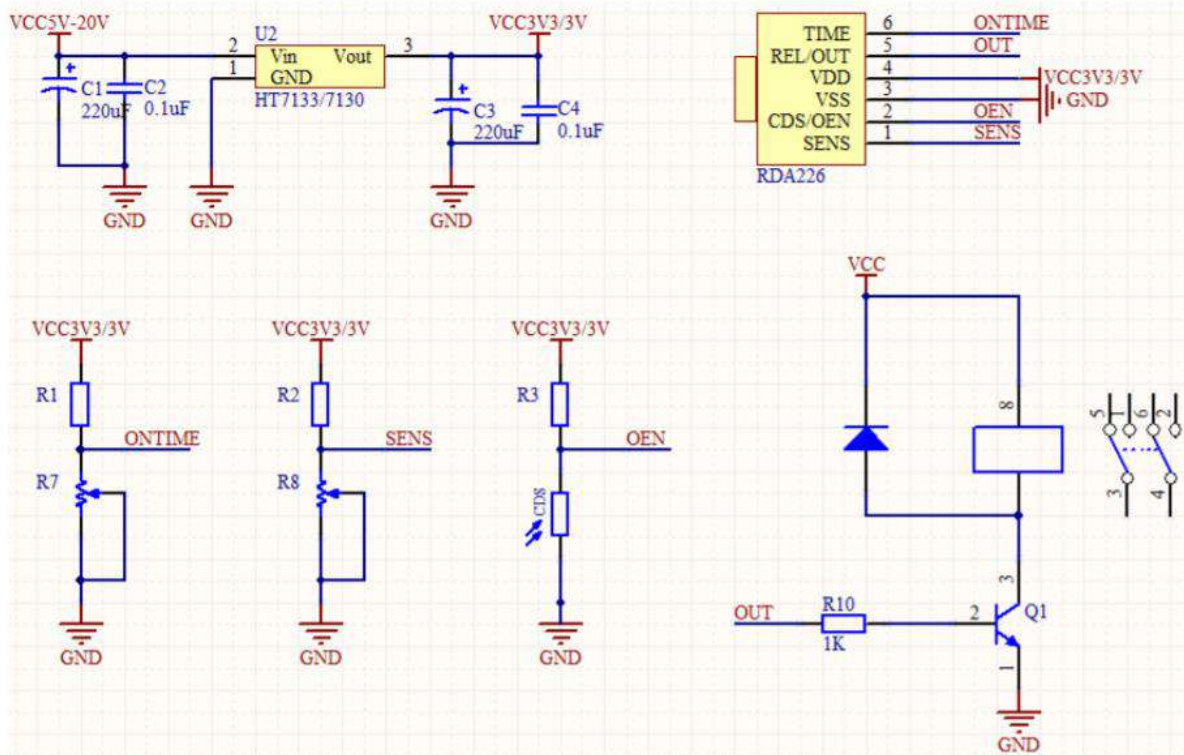 VCC5V-20V
U2
VCC3V3/3V
2
Vin
Vout
3
1
GND
HT7133/7130
C1
220uF
C2
0.1uF
C3
220uF
C4
0.1uF
GND
GND
GND
TIME
6
ONTIME
REL/OUT
5
OUT
VDD
4
VCC3V3/3V
VSS
3
GND
CDS/OEN
2
OEN
SENS
1
SENS
RDA226
VCC3V3/3V
R1
ONTIME
R7
GND
VCC3V3/3V
R2
SENS
R8
GND
VCC3V3/3V
R3
OEN
CDS
GND
VCC
8
5
1
6
2
3
4
OUT
R10
1K
2
3
Q1
1
GND